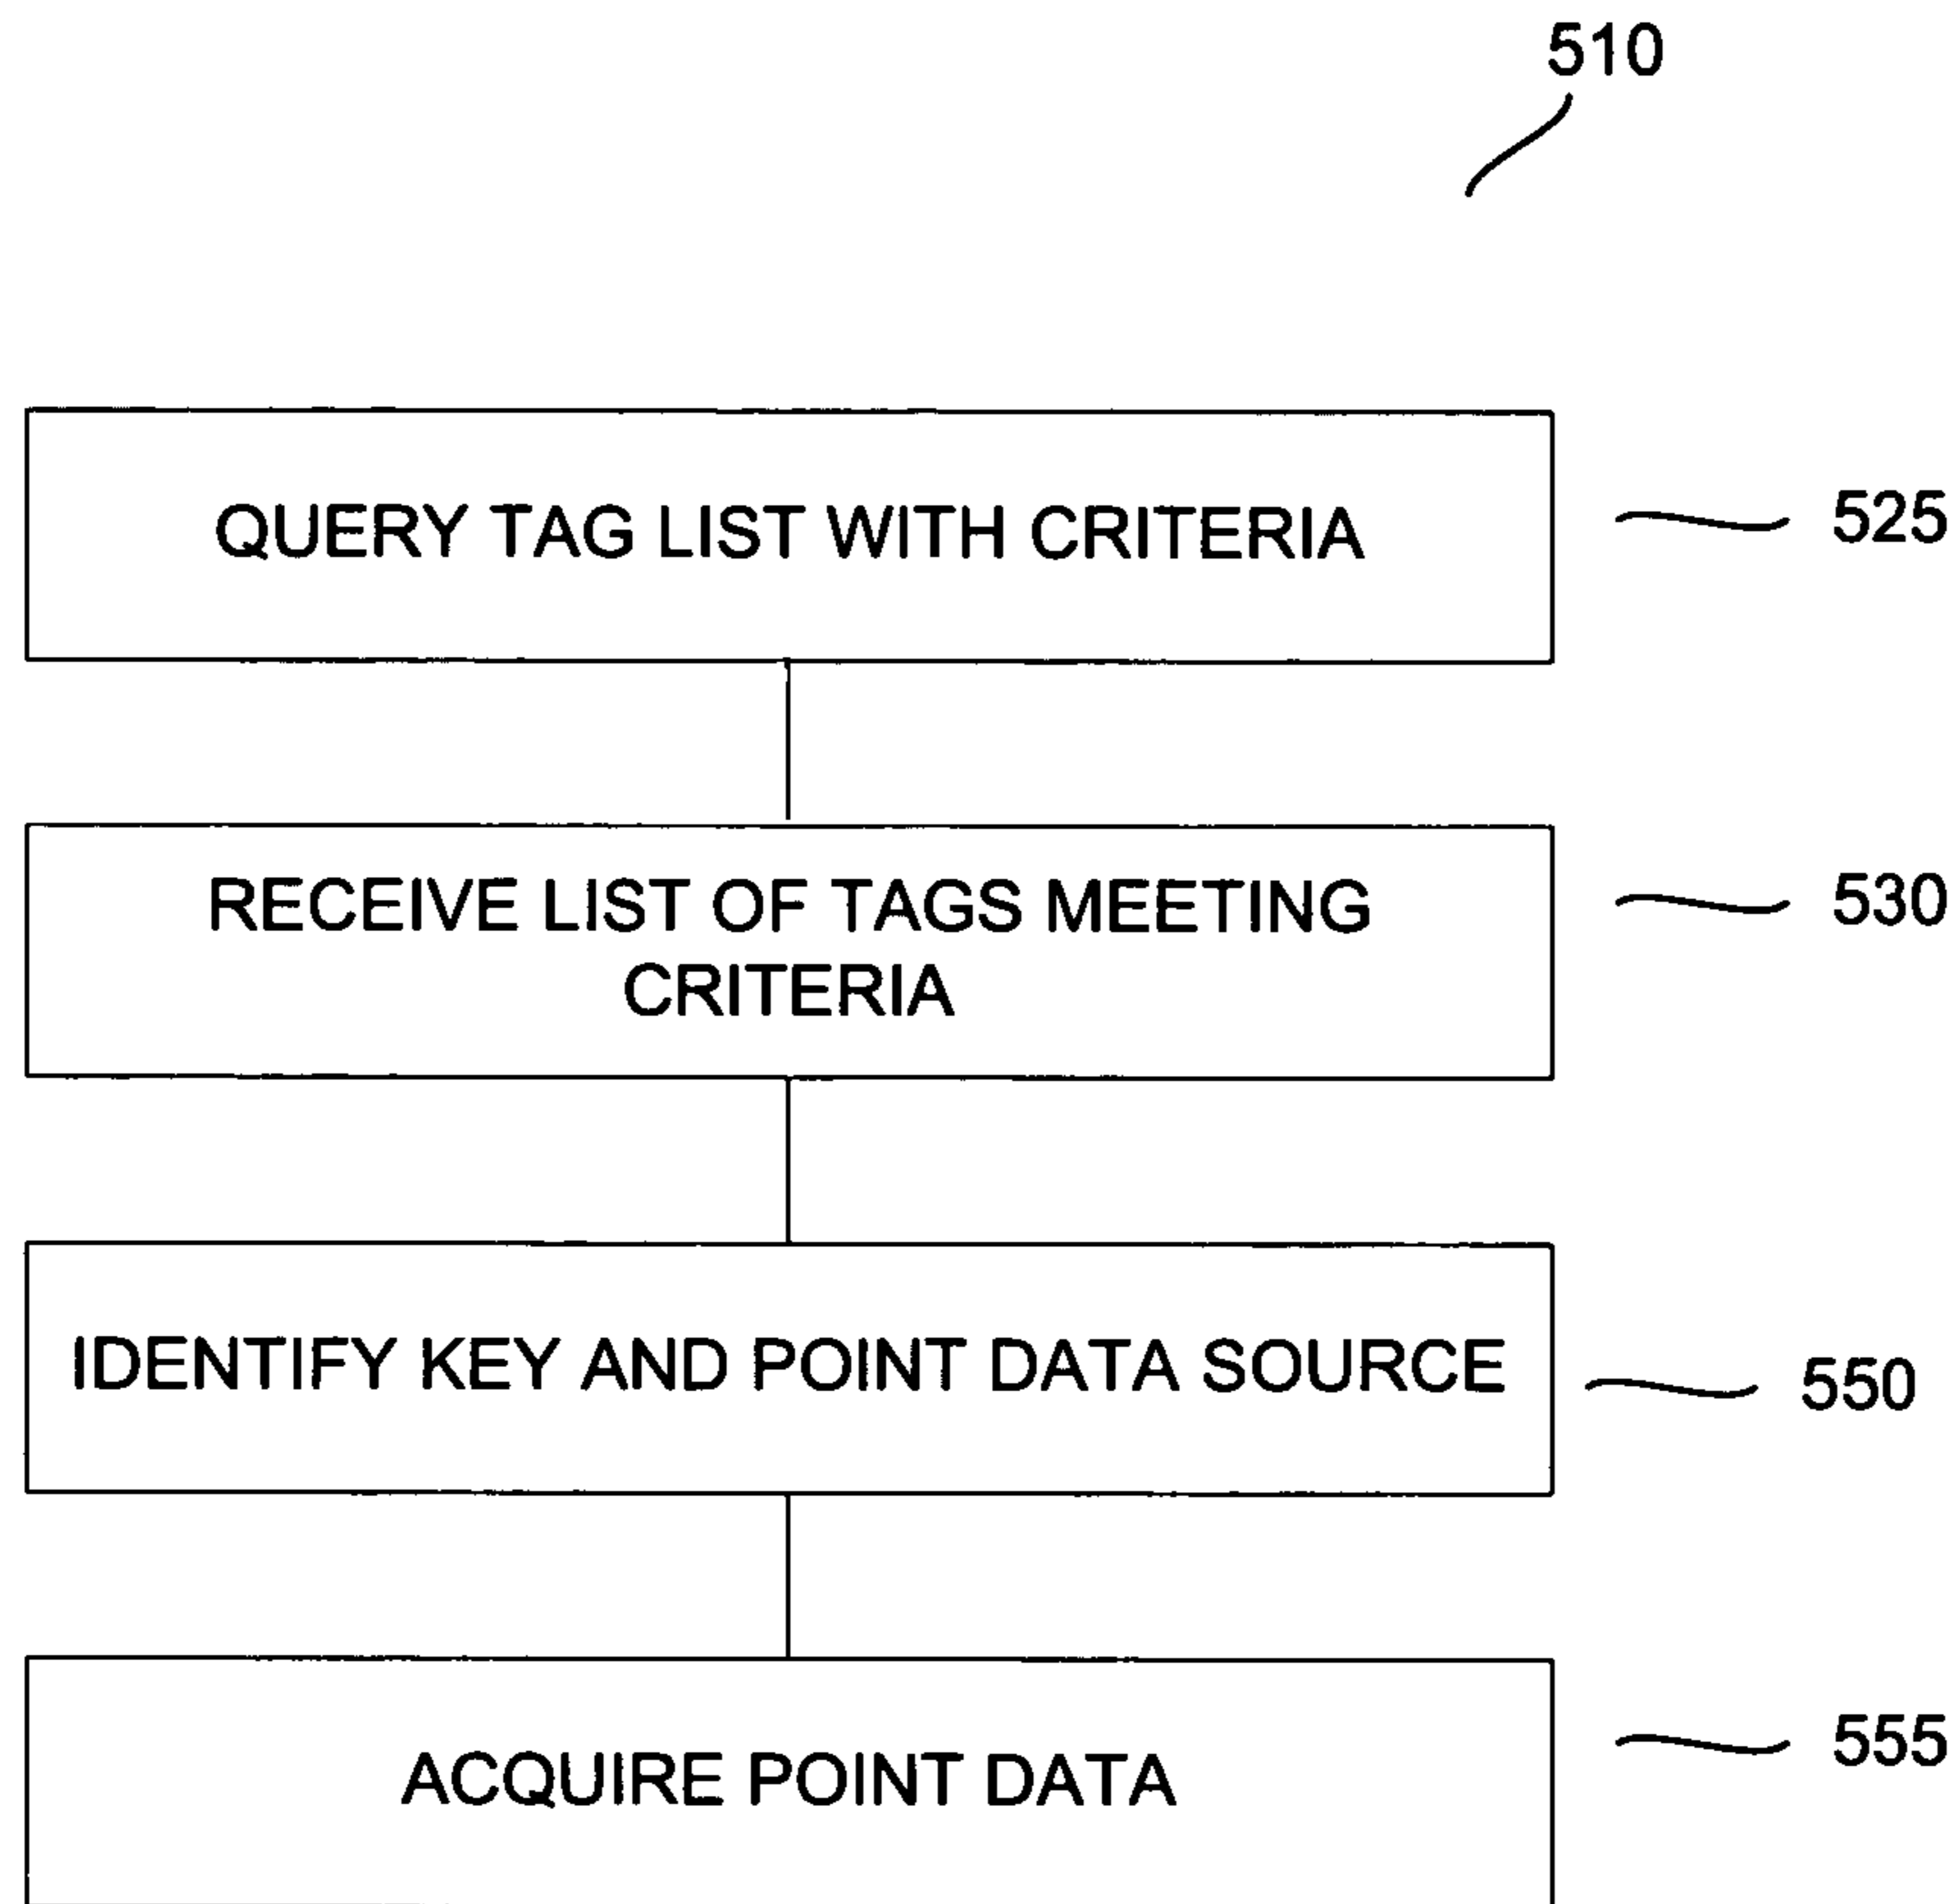 510
QUERY TAG LIST WITH CRITERIA
525
RECEIVE LIST OF TAGS MEETING
CRITERIA
530
IDENTIFY KEY AND POINT DATA SOURCE
550
ACQUIRE POINT DATA
555